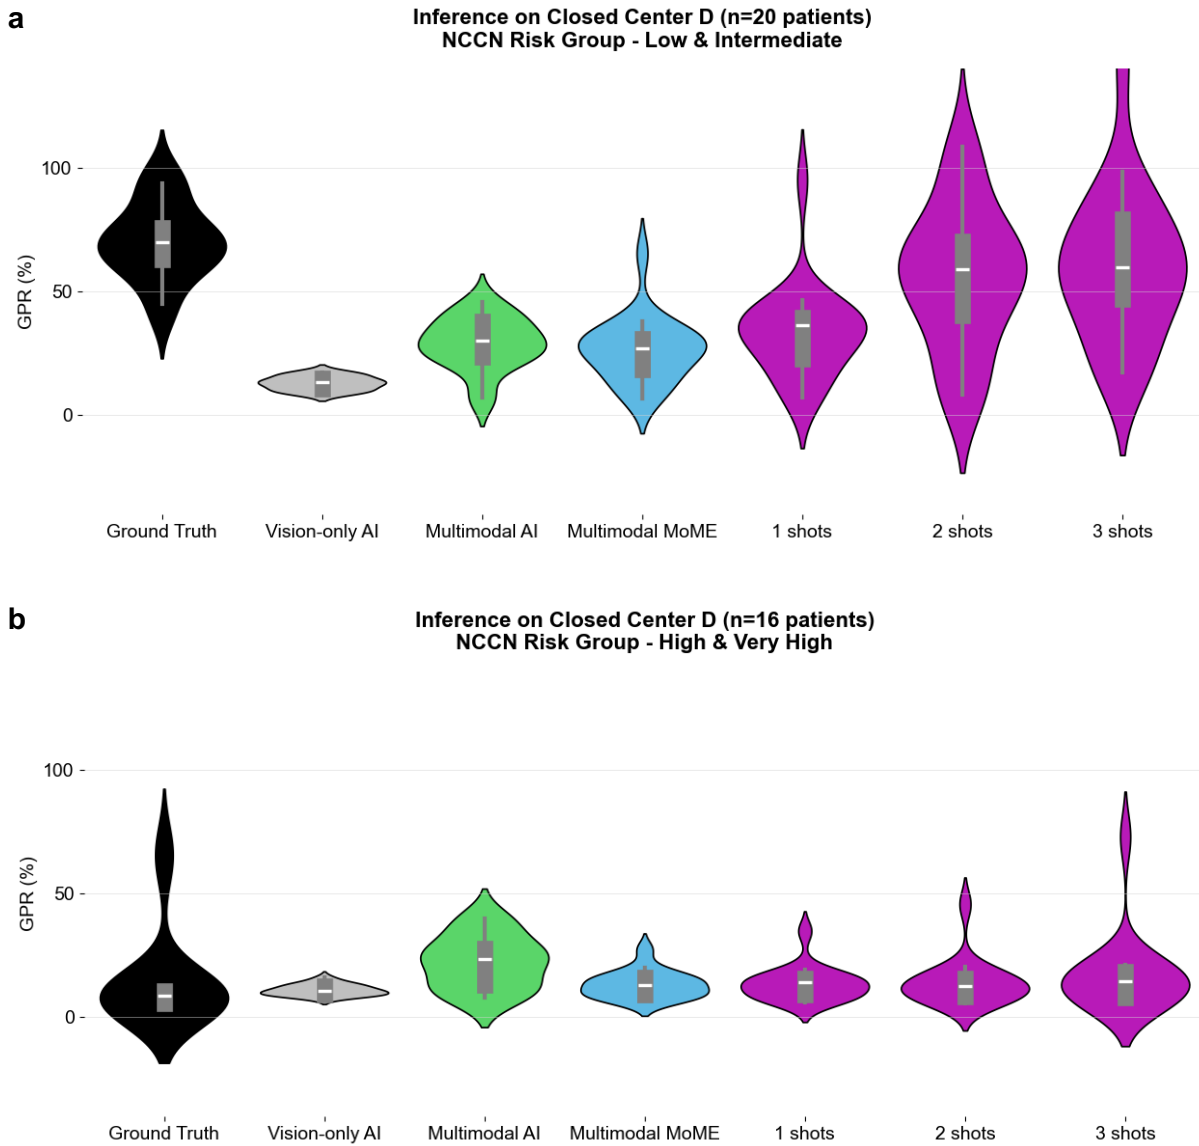 a
Inference on Closed Center D (n=20 patients)
NCCN Risk Group - Low & Intermediate
GPR (%)
100
50
0
Ground Truth
Vision-only AI
Multimodal AI
Multimodal MoME
1 shots
2 shots
3 shots
b
Inference on Closed Center D (n=16 patients)
NCCN Risk Group - High & Very High
GPR (%)
100
50
0
Ground Truth
Vision-only AI
Multimodal AI
Multimodal MoME
1 shots
2 shots
3 shots